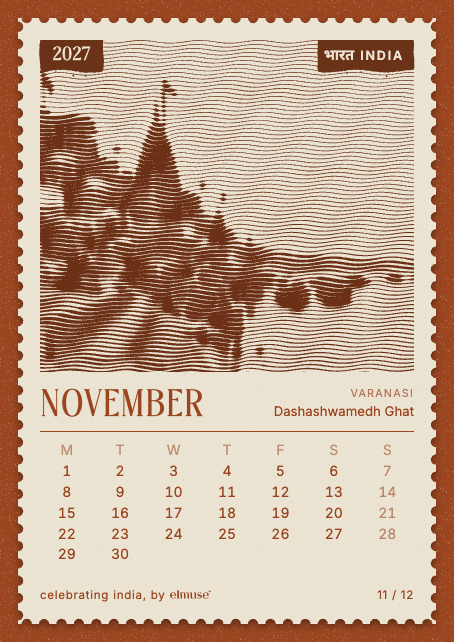 2027
भारत INDIA
NOVEMBER
VARANASI
Dashashwamedh Ghat
M T W T F S S
1 2 3 4 5 6 7
8 9 10 11 12 13 14
15 16 17 18 19 20 21
22 23 24 25 26 27 28
29 30
celebrating india, by elmuse
11 / 12